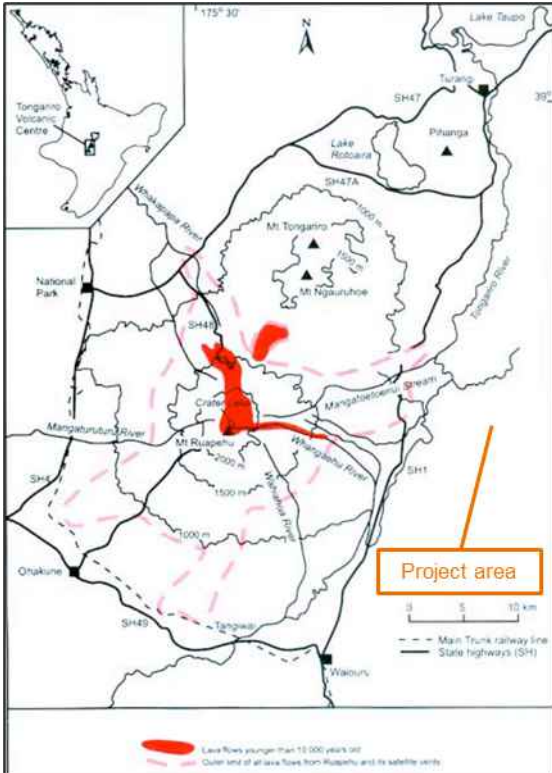 175° 30'
Lake Taupo
N
Turangi
39°
SH47
Tongariro
Volcanic
Centre
Pihanga
Lake
Rotoaira
SH47A
Whakapapa River
1000 m
Mt. Tongariro
1500 m
Mt Ngauruhoe
Tongariro River
National
Park
SH48
Mangatoetoenui Stream
Crater Lake
Mangaturuturu River
Mt Ruapehu
Whangaehu River
2000 m
SH1
SH4
1500 m
Wahianoa River
1000 m
Project area
Ohakune
0 5 10 km
SH49
Tangiwai
Main Trunk railway line
State highways (SH)
Waiouru
Lava flows younger than 10 000 years old
Outer limit of all lava flows from Ruapehu and its satellite vents